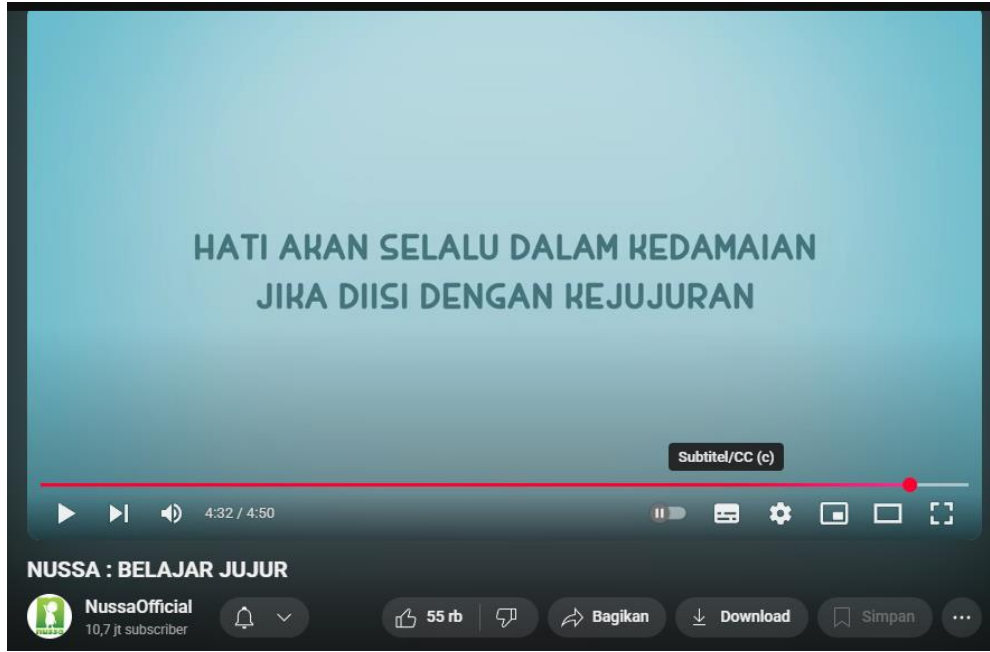 HATI AKAN SELALU DALAM KEDAMAIAN
JIKA DIISI DENGAN KEJUJURAN
Subtitel/CC (c)
4:32 / 4:50
NUSSA : BELAJAR JUJUR
nussa
NussaOfficial
10,7 jt subscriber
55 rb
Bagikan
Download
Simpan